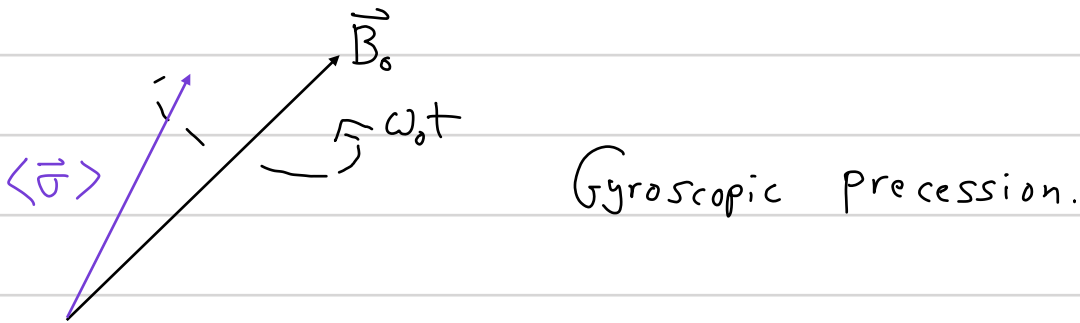 B⃗₀
ω₀t
<σ⃗>
Gyroscopic precession.